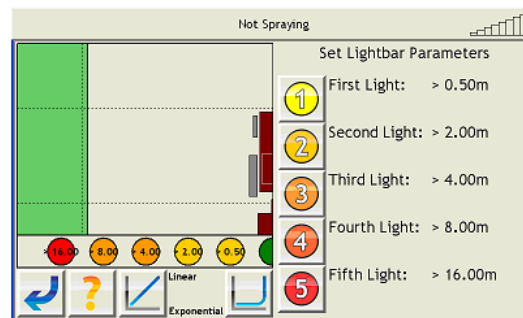 Not Spraying
Set Lightbar Parameters
1 First Light: > 0.50m
2 Second Light: > 2.00m
3 Third Light: > 4.00m
4 Fourth Light: > 8.00m
5 Fifth Light: > 16.00m
> 16.00 > 8.00 > 4.00 > 2.00 > 0.50
?
Linear
Exponential